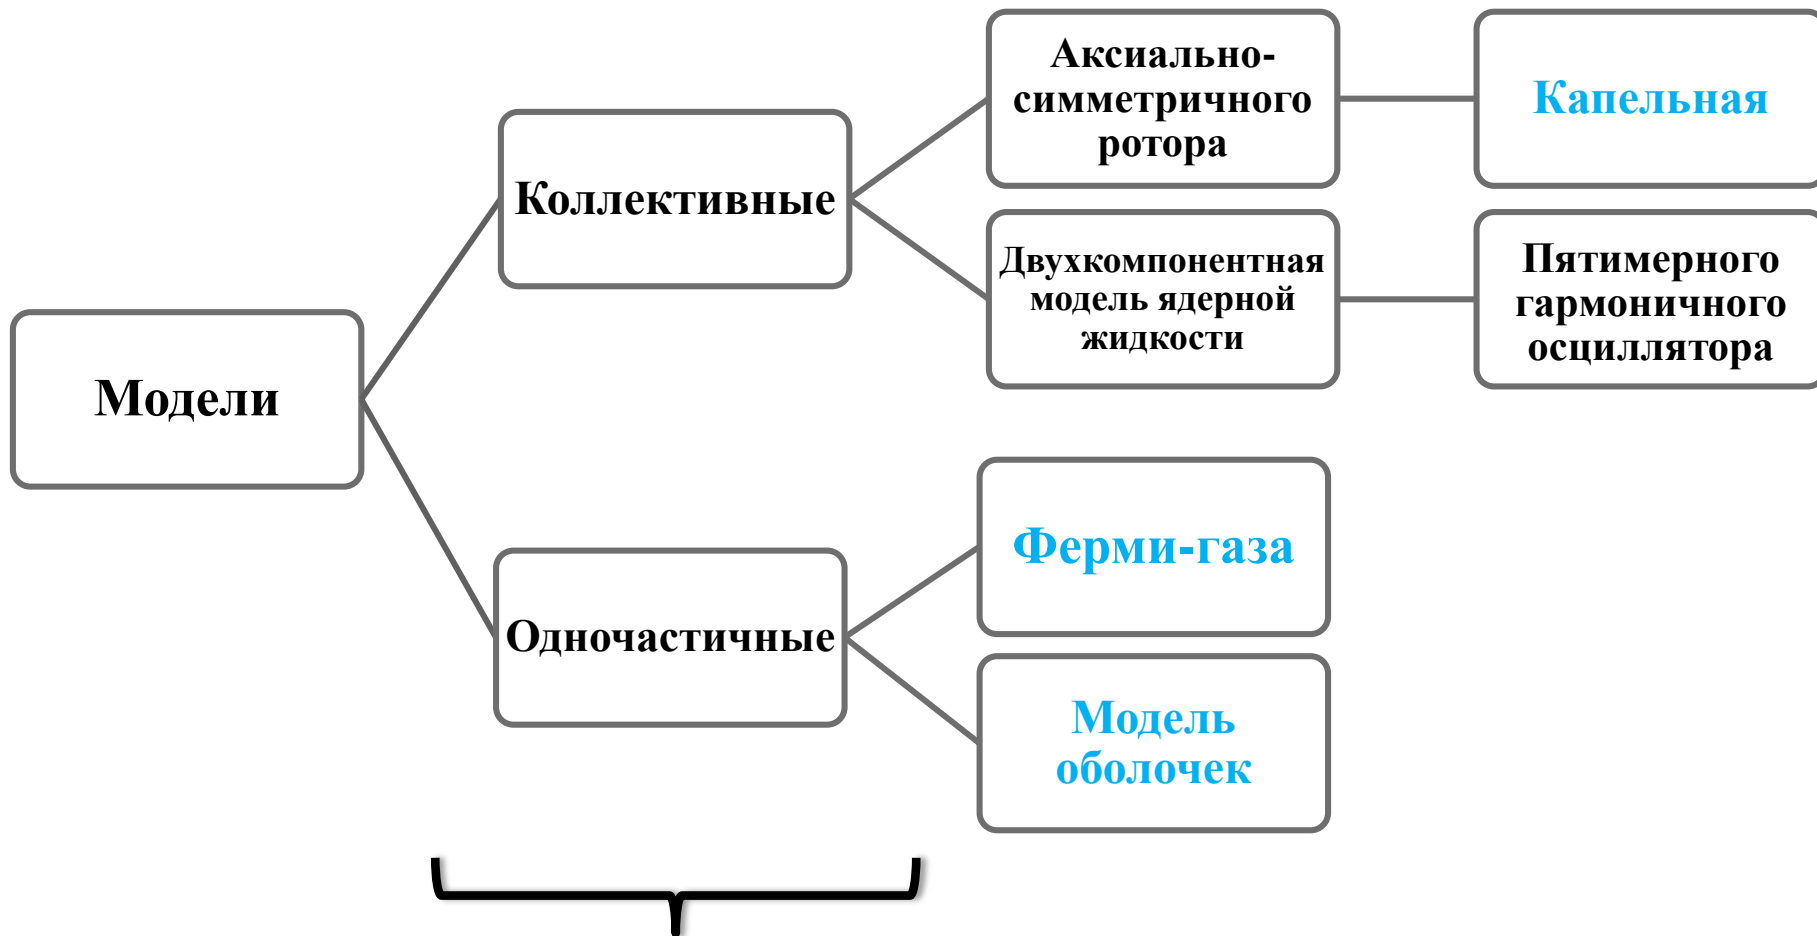 Модели
Коллективные
Аксиально-
симметричного
ротора
Капельная
Двухкомпонентная
модель ядерной
жидкости
Пятимерного
гармоничного
осциллятора
Одночастичные
Ферми-газа
Модель
оболочек